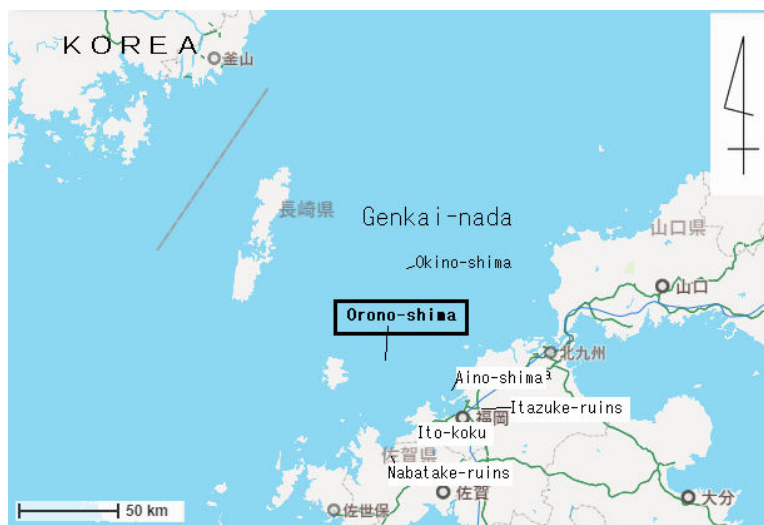 KOREA
釜山
長崎県
Genkai-nada
山口県
Okino-shima
山口
Orono-shima
北九州
Aino-shima
Itazuke-ruins
福岡
Ito-koku
佐賀県
Nabatake-ruins
佐賀
大分
佐世保
50 km